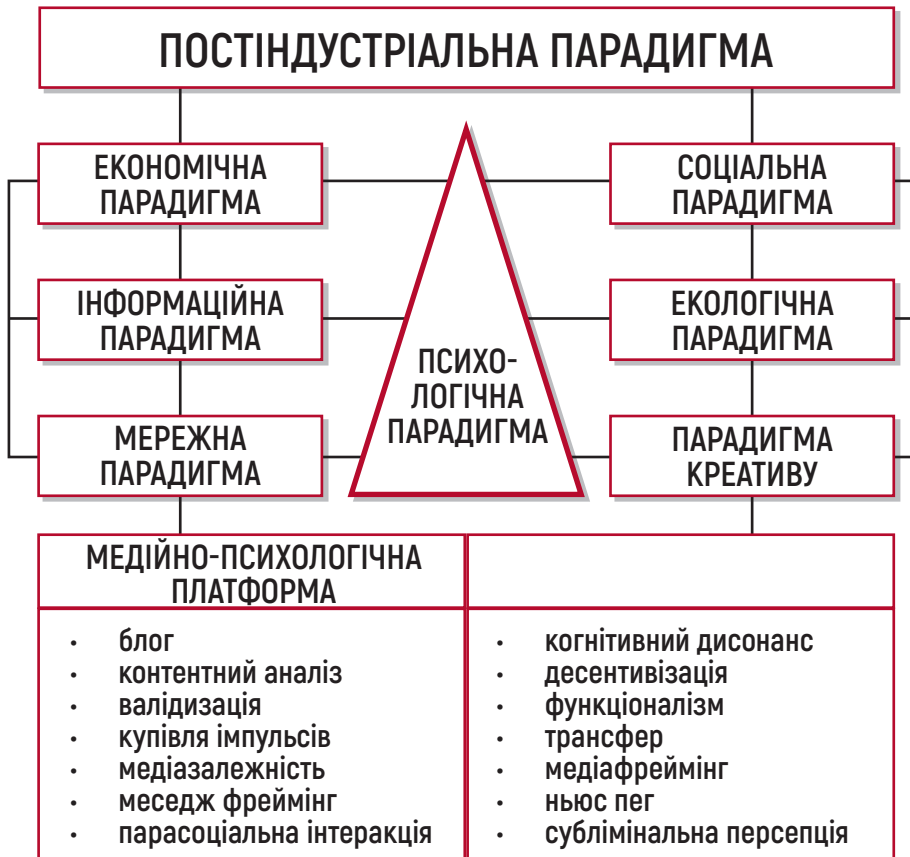 ПОСТІНДУСТРІАЛЬНА ПАРАДИГМА
ЕКОНОМІЧНА
ПАРАДИГМА
СОЦІАЛЬНА
ПАРАДИГМА
ІНФОРМАЦІЙНА
ПАРАДИГМА
ЕКОЛОГІЧНА
ПАРАДИГМА
ПСИХО-
ЛОГІЧНА
ПАРАДИГМА
МЕРЕЖНА
ПАРАДИГМА
ПАРАДИГМА
КРЕАТИВУ
МЕДІЙНО-ПСИХОЛОГІЧНА
ПЛАТФОРМА
• блог
• контентний аналіз
• валідизація
• купівля імпульсів
• медіазалежність
• меседж фреймінг
• парасоціальна інтеракція
• когнітивний дисонанс
• десентивізація
• функціоналізм
• трансфер
• медіафреймінг
• ньюс пег
• сублімінальна персепція